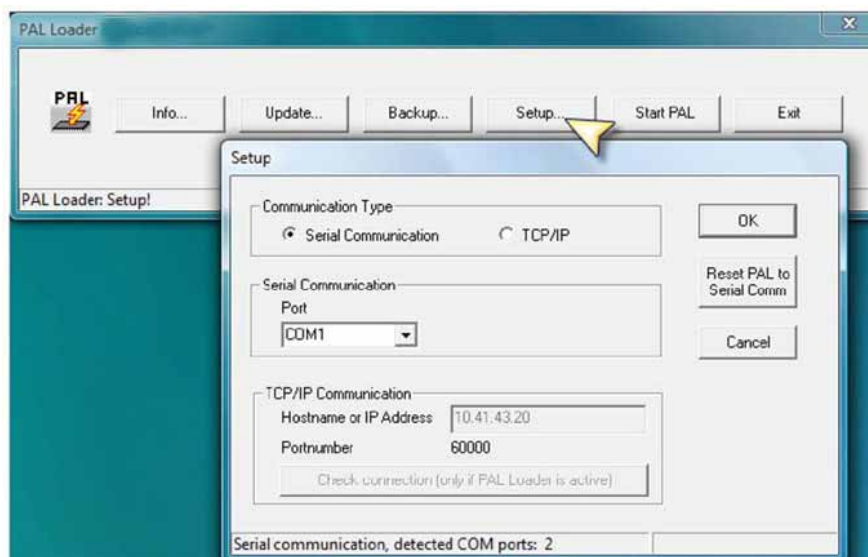 PAL Loader
PAL
Info...
Update...
Backup...
Setup...
Start PAL
Exit
PAL Loader: Setup!
Setup
Communication Type
Serial Communication
TCP/IP
OK
Reset PAL to
Serial Comm
Cancel
Serial Communication
Port
COM1
TCP/IP Communication
Hostname or IP Address 10.41.43.20
Portnumber 60000
Check connection (only if PAL Loader is active)
Serial communication, detected COM ports: 2